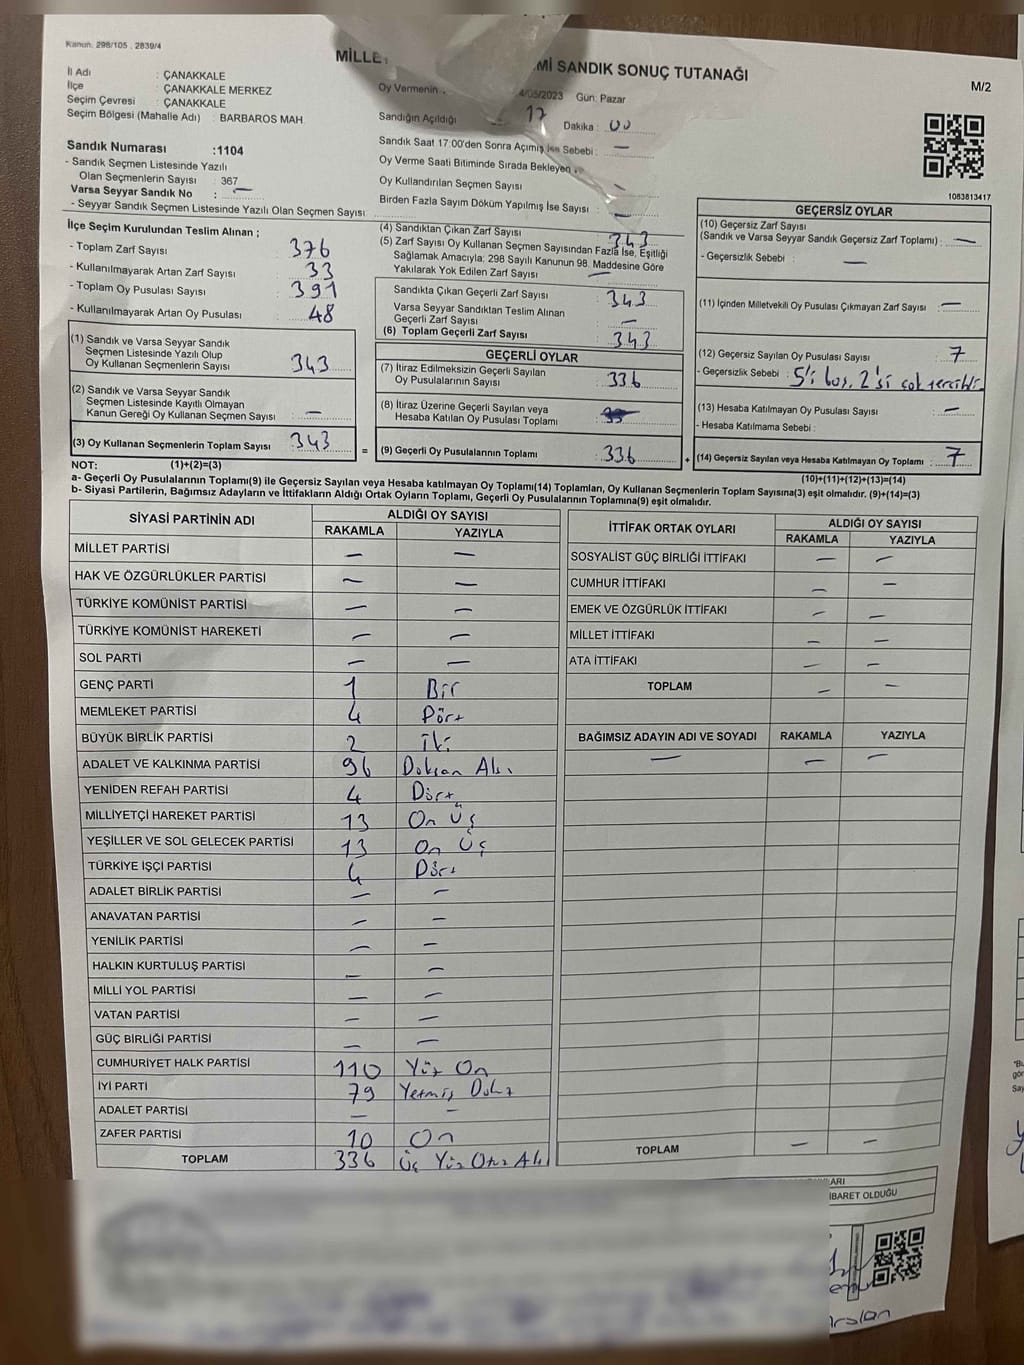 Kanun. 298/105 , 2839/4
MİLLE
Mİ SANDIK SONUÇ TUTANAĞI
M/2
İl Adı : ÇANAKKALE
İlçe : ÇANAKKALE MERKEZ
Seçim Çevresi : ÇANAKKALE
Seçim Bölgesi (Mahalle Adı) : BARBAROS MAH.
Oy Vermenin
4/05/2023 Gün: Pazar
Sandığın Açıldığı 17 Dakika : 00
Sandık Saat 17:00'den Sonra Açımış İse Sebebi : —
Oy Verme Saati Bitiminde Sırada Bekleyen
Oy Kullandırılan Seçmen Sayısı —
Birden Fazla Sayım Döküm Yapılmış İse Sayısı : —
1083813417
Sandık Numarası :1104
- Sandık Seçmen Listesinde Yazılı
Olan Seçmenlerin Sayısı : 367
Varsa Seyyar Sandık No : —
- Seyyar Sandık Seçmen Listesinde Yazılı Olan Seçmen Sayısı
İlçe Seçim Kurulundan Teslim Alınan ;
- Toplam Zarf Sayısı : 376
- Kullanılmayarak Artan Zarf Sayısı : 33
- Toplam Oy Pusulası Sayısı : 391
- Kullanılmayarak Artan Oy Pusulası : 48
(1) Sandık ve Varsa Seyyar Sandık
Seçmen Listesinde Yazılı Olup
Oy Kullanan Seçmenlerin Sayısı : 343
(2) Sandık ve Varsa Seyyar Sandık
Seçmen Listesinde Kayıtlı Olmayan
Kanun Gereği Oy Kullanan Seçmen Sayısı : —
(3) Oy Kullanan Seçmenlerin Toplam Sayısı : 343
(4) Sandıktan Çıkan Zarf Sayısı : 343
(5) Zarf Sayısı Oy Kullanan Seçmen Sayısından Fazla İse, Eşitliği
Sağlamak Amacıyla; 298 Sayılı Kanunun 98. Maddesine Göre
Yakılarak Yok Edilen Zarf Sayısı : —
Sandıkta Çıkan Geçerli Zarf Sayısı : 343
Varsa Seyyar Sandıktan Teslim Alınan
Geçerli Zarf Sayısı : —
(6) Toplam Geçerli Zarf Sayısı : 343
GEÇERLİ OYLAR
(7) İtiraz Edilmeksizin Geçerli Sayılan
Oy Pusulalarının Sayısı : 336
(8) İtiraz Üzerine Geçerli Sayılan veya
Hesaba Katılan Oy Pusulası Toplamı :
= (9) Geçerli Oy Pusulalarının Toplamı : 336
GEÇERSİZ OYLAR
(10) Geçersiz Zarf Sayısı
(Sandık ve Varsa Seyyar Sandık Geçersiz Zarf Toplamı) : —
- Geçersizlik Sebebi : —
(11) İçinden Milletvekili Oy Pusulası Çıkmayan Zarf Sayısı : —
(12) Geçersiz Sayılan Oy Pusulası Sayısı : 7
- Geçersizlik Sebebi : 5'i boş, 2'si çok tercihli
(13) Hesaba Katılmayan Oy Pusulası Sayısı : —
- Hesaba Katılmama Sebebi :
+ (14) Geçersiz Sayılan veya Hesaba Katılmayan Oy Toplamı : 7
NOT: (1)+(2)=(3)
(10)+(11)+(12)+(13)=(14)
a- Geçerli Oy Pusulalarının Toplamı(9) ile Geçersiz Sayılan veya Hesaba katılmayan Oy Toplamı(14) Toplamları, Oy Kullanan Seçmenlerin Toplam Sayısına(3) eşit olmalıdır. (9)+(14)=(3)
b- Siyasi Partilerin, Bağımsız Adayların ve İttifakların Aldığı Ortak Oyların Toplamı, Geçerli Oy Pusulalarının Toplamına(9) eşit olmalıdır.
SİYASİ PARTİNİN ADI ALDIĞI OY SAYISI
RAKAMLA YAZIYLA
MİLLET PARTİSİ — —
HAK VE ÖZGÜRLÜKLER PARTİSİ — —
TÜRKİYE KOMÜNİST PARTİSİ — —
TÜRKİYE KOMÜNİST HAREKETİ — —
SOL PARTİ — —
GENÇ PARTİ 1 Bir
MEMLEKET PARTİSİ 4 Dört
BÜYÜK BİRLİK PARTİSİ 2 İki
ADALET VE KALKINMA PARTİSİ 96 Doksan Altı
YENİDEN REFAH PARTİSİ 4 Dört
MİLLİYETÇİ HAREKET PARTİSİ 13 On Üç
YEŞİLLER VE SOL GELECEK PARTİSİ 13 On Üç
TÜRKİYE İŞÇİ PARTİSİ 4 Dört
ADALET BİRLİK PARTİSİ — —
ANAVATAN PARTİSİ — —
YENİLİK PARTİSİ — —
HALKIN KURTULUŞ PARTİSİ — —
MİLLİ YOL PARTİSİ — —
VATAN PARTİSİ — —
GÜÇ BİRLİĞİ PARTİSİ — —
CUMHURİYET HALK PARTİSİ 110 Yüz On
İYİ PARTİ 79 Yetmiş Dokuz
ADALET PARTİSİ — —
ZAFER PARTİSİ 10 On
TOPLAM 336 Üç Yüz Otuz Altı
İTTİFAK ORTAK OYLARI ALDIĞI OY SAYISI
RAKAMLA YAZIYLA
SOSYALİST GÜÇ BİRLİĞİ İTTİFAKI — —
CUMHUR İTTİFAKI — —
EMEK VE ÖZGÜRLÜK İTTİFAKI — —
MİLLET İTTİFAKI — —
ATA İTTİFAKI — —
TOPLAM — —
BAĞIMSIZ ADAYIN ADI VE SOYADI RAKAMLA YAZIYLA
— — —
TOPLAM — —
ARI
İBARET OLDUĞU
Arslan